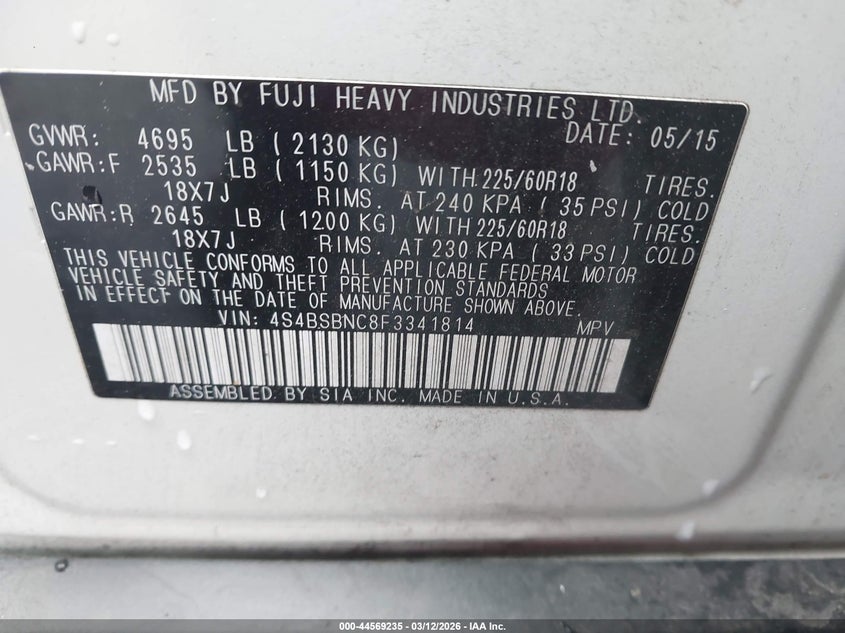 MFD BY FUJI HEAVY INDUSTRIES LTD.
DATE: 05/15
GVWR: 4695 LB ( 2130 KG)
GAWR:F 2535 LB ( 1150 KG) WITH 225/60R18 TIRES.
18X7J RIMS. AT 240 KPA ( 35 PSI) COLD
GAWR:R 2645 LB ( 1200 KG) WITH 225/60R18 TIRES.
18X7J RIMS. AT 230 KPA ( 33 PSI) COLD
THIS VEHICLE CONFORMS TO ALL APPLICABLE FEDERAL MOTOR
VEHICLE SAFETY AND THEFT PREVENTION STANDARDS
IN EFFECT ON THE DATE OF MANUFACTURE SHOWN ABOVE.
VIN: 4S4BSBNC8F3341814 MPV
ASSEMBLED BY SIA INC. MADE IN U.S.A.
000-44569235 - 03/12/2026 - IAA Inc.